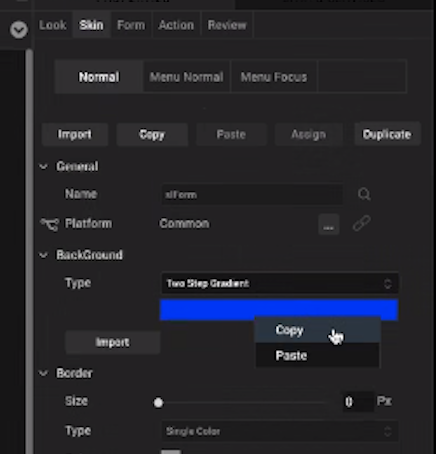 Look Skin Form Action Review
Normal Menu Normal Menu Focus
Import Copy Paste Assign Duplicate
General
Name slForm
Platform Common ...
BackGround
Type Two Step Gradient
Copy
Import
Paste
Border
Size 0 Px
Type Single Color